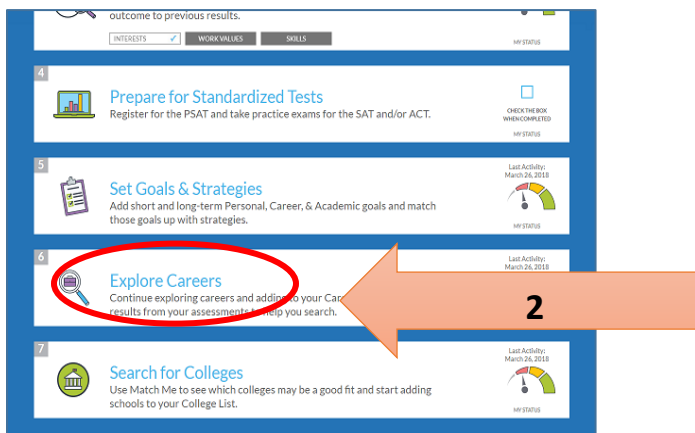 outcome to previous results.
INTERESTS ✓ WORK VALUES SKILLS
MY STATUS
4
Prepare for Standardized Tests
Register for the PSAT and take practice exams for the SAT and/or ACT.
CHECK THE BOX
WHEN COMPLETED
MY STATUS
5
Set Goals & Strategies
Add short and long-term Personal, Career, & Academic goals and match
those goals up with strategies.
Last Activity:
March 26, 2018
MY STATUS
6
Explore Careers
Continue exploring careers and adding to your
results from your assessments to help you search.
Last Activity:
March 26, 2018
2
7
Search for Colleges
Use Match Me to see which colleges may be a good fit and start adding
schools to your College List.
Last Activity:
March 26, 2018
MY STATUS